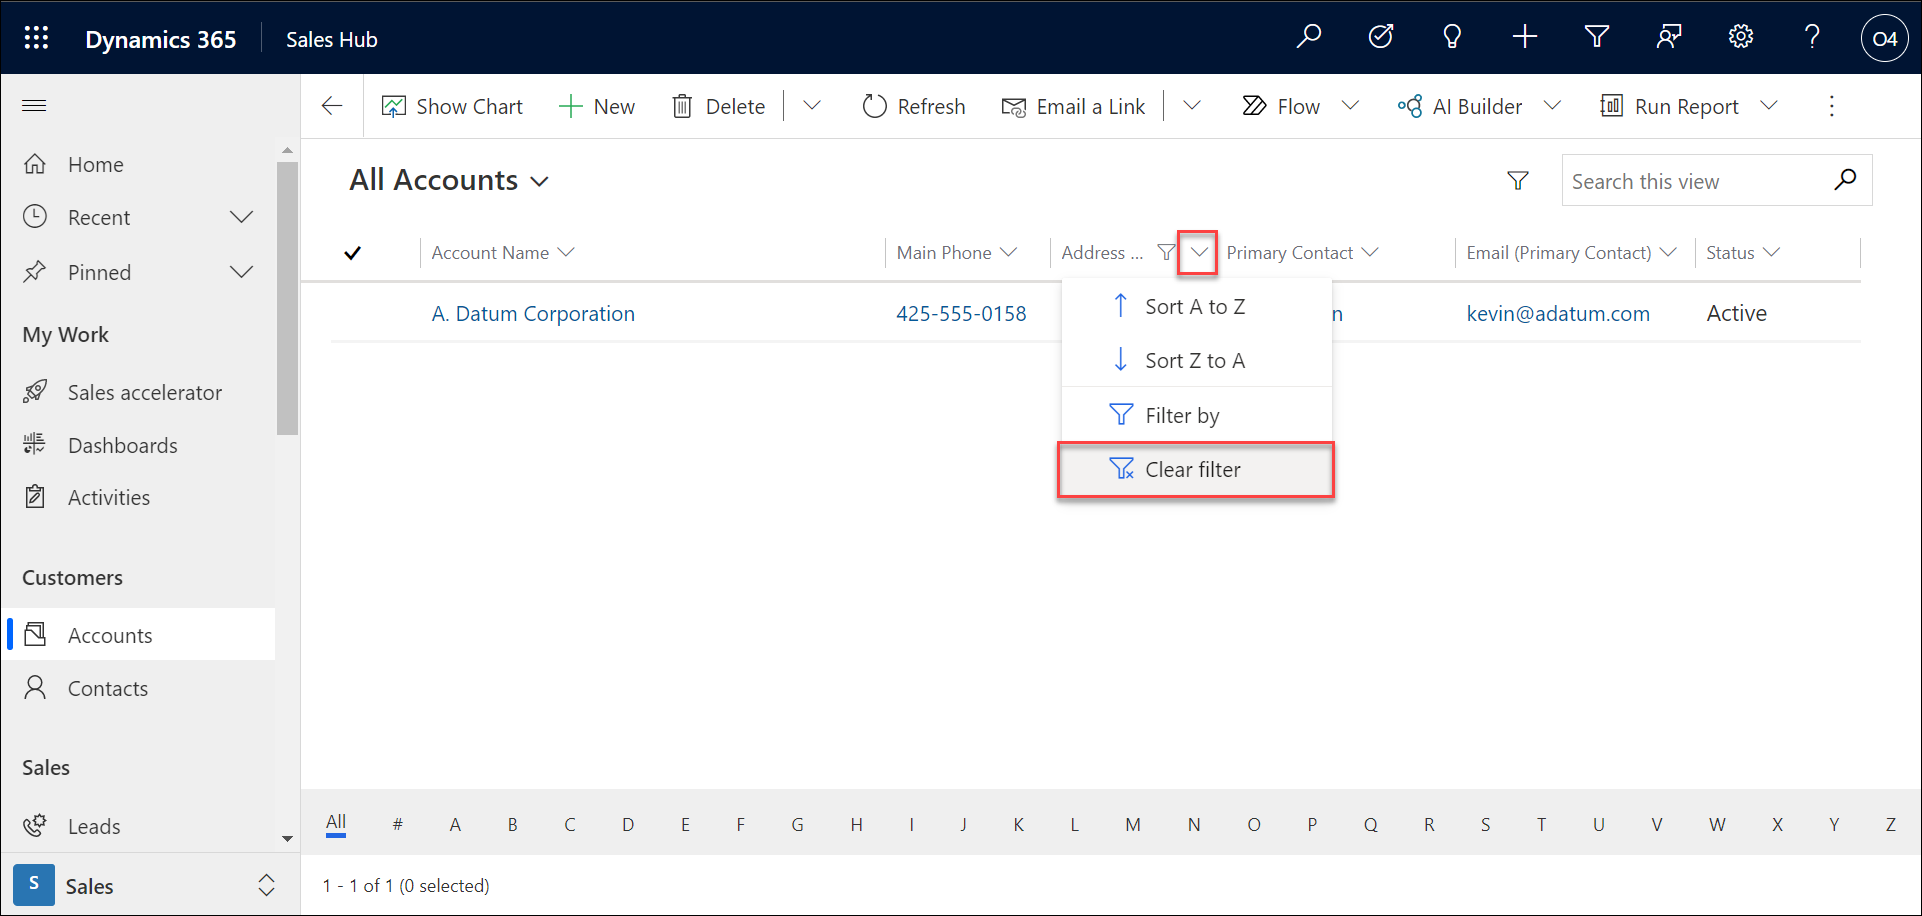 Dynamics 365 Sales Hub O4
Show Chart New Delete Refresh Email a Link Flow AI Builder Run Report
Home
Recent
Pinned
My Work
Sales accelerator
Dashboards
Activities
Customers
Accounts
Contacts
Sales
Leads
S Sales
All Accounts Search this view
Account Name Main Phone Address ... Primary Contact Email (Primary Contact) Status
A. Datum Corporation 425-555-0158 n kevin@adatum.com Active
Sort A to Z
Sort Z to A
Filter by
Clear filter
All # A B C D E F G H I J K L M N O P Q R S T U V W X Y Z
1 - 1 of 1 (0 selected)